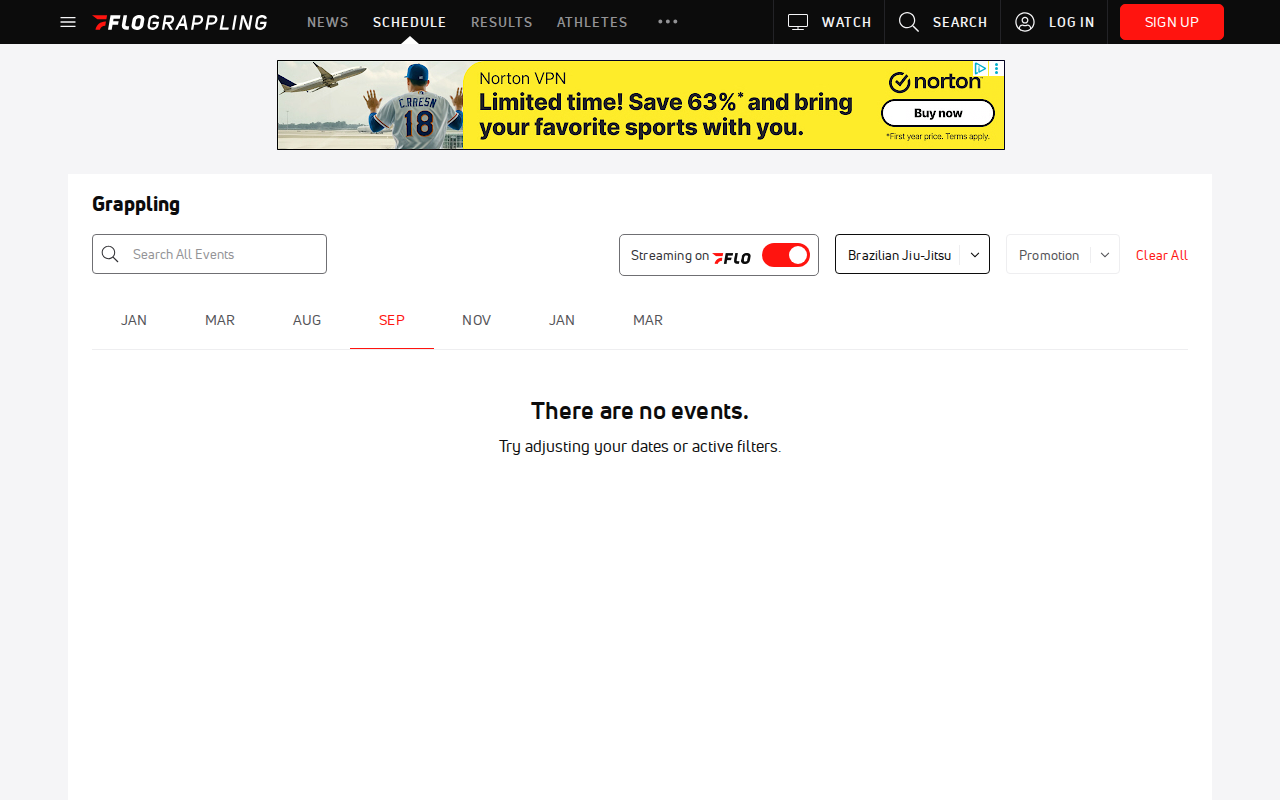 FLOGRAPPLING
NEWS
SCHEDULE
RESULTS
ATHLETES
WATCH
SEARCH
LOG IN
SIGN UP
C.RRESN
18
Norton VPN
Limited time! Save 63%* and bring
your favorite sports with you.
norton
Buy now
*First year price. Terms apply.
Grappling
Search All Events
Streaming on FLO
Brazilian Jiu-Jitsu
Promotion
Clear All
JAN
MAR
AUG
SEP
NOV
JAN
MAR
There are no events.
Try adjusting your dates or active filters.